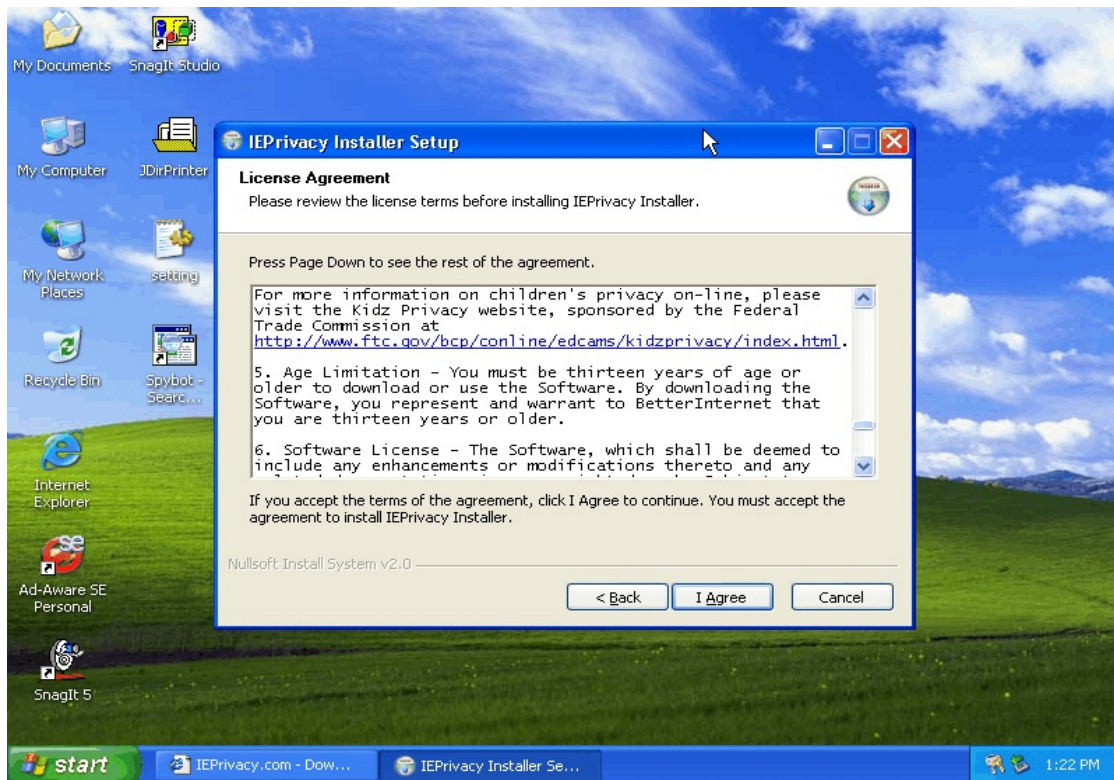 My Documents
SnagIt Studio
My Computer
JDirPrinter
My Network
Places
setting
Recycle Bin
Spybot -
Searc...
Internet
Explorer
Ad-Aware SE
Personal
SnagIt 5
IEPrivacy Installer Setup
License Agreement
Please review the license terms before installing IEPrivacy Installer.
Press Page Down to see the rest of the agreement.
For more information on children's privacy on-line, please
visit the Kidz Privacy website, sponsored by the Federal
Trade Commission at
http://www.ftc.gov/bcp/conline/edcams/kidzprivacy/index.html.
5. Age Limitation - You must be thirteen years of age or
older to download or use the Software. By downloading the
Software, you represent and warrant to BetterInternet that
you are thirteen years or older.
6. Software License - The Software, which shall be deemed to
include any enhancements or modifications thereto and any
If you accept the terms of the agreement, click I Agree to continue. You must accept the
agreement to install IEPrivacy Installer.
Nullsoft Install System v2.0
< Back
I Agree
Cancel
start
IEPrivacy.com - Dow...
IEPrivacy Installer Se...
1:22 PM